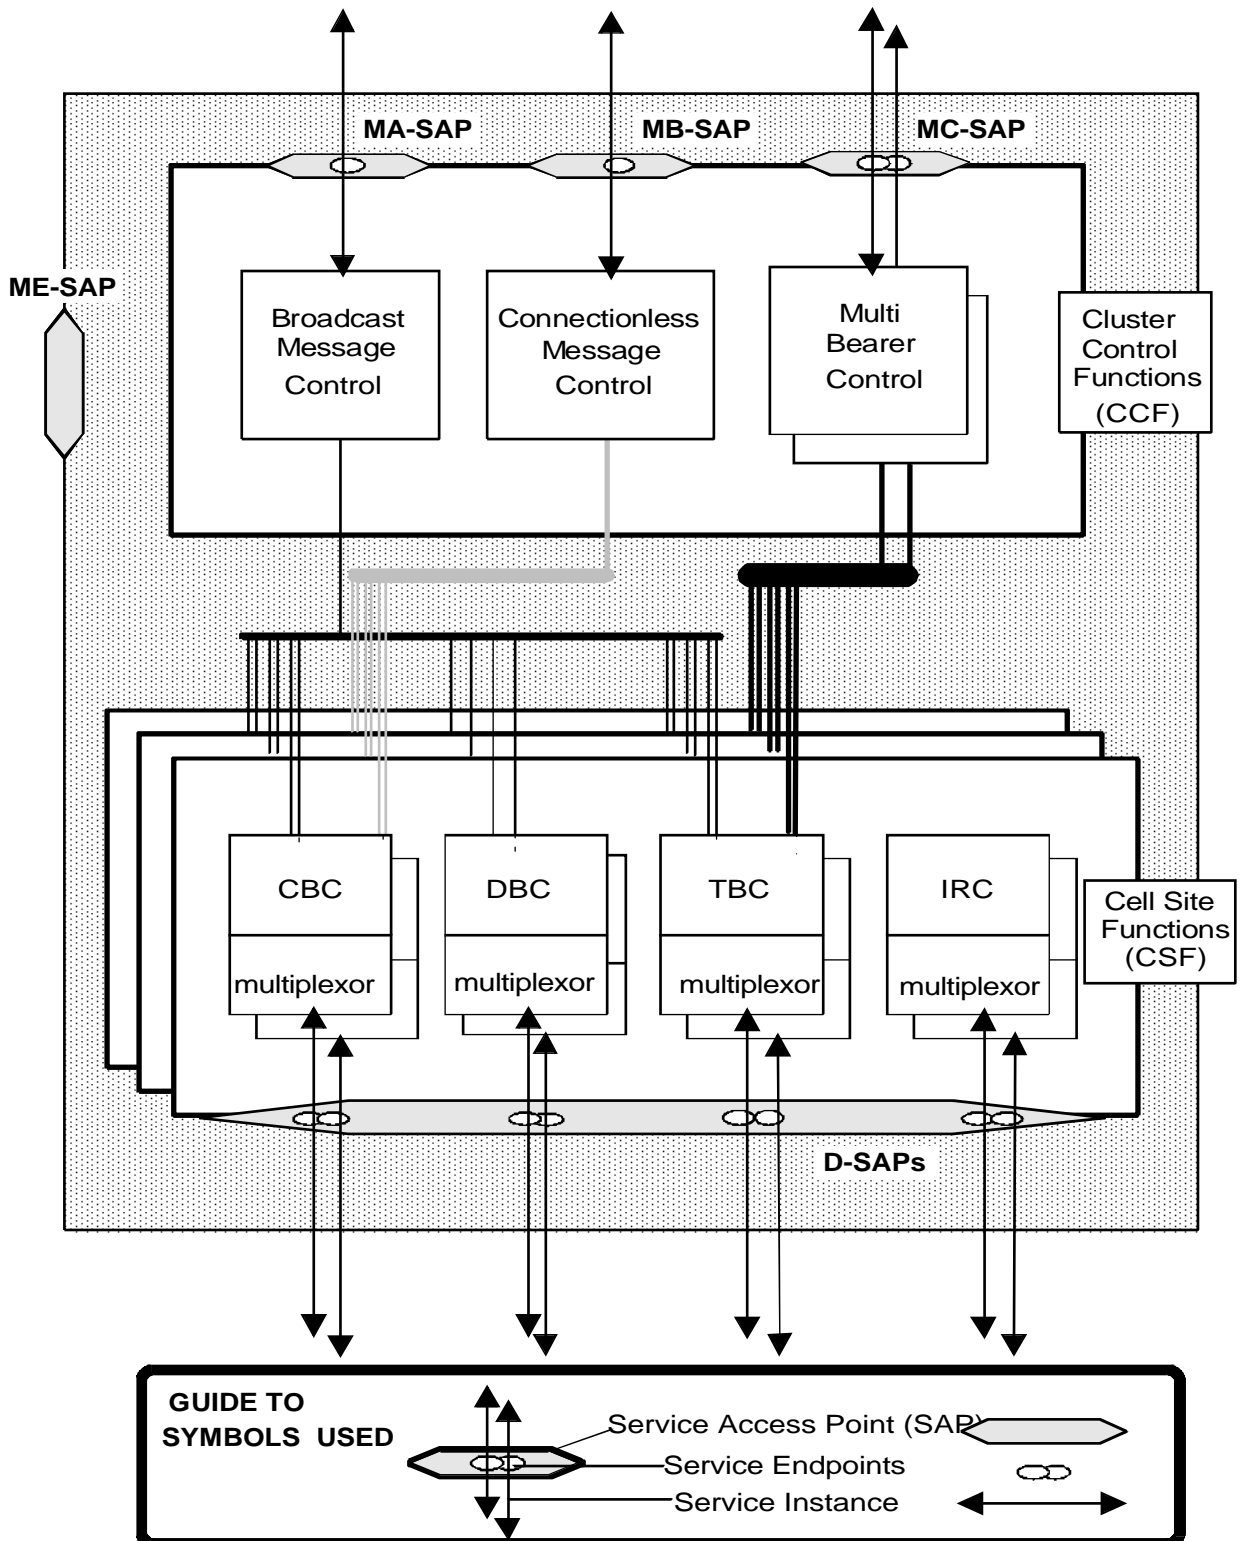 MA-SAP
MB-SAP
MC-SAP
ME-SAP
Broadcast
Message
Control
Connectionless
Message
Control
Multi
Bearer
Control
Cluster
Control
Functions
(CCF)
CBC
DBC
TBC
IRC
multiplexor
multiplexor
multiplexor
multiplexor
Cell Site
Functions
(CSF)
D-SAPs
GUIDE TO
SYMBOLS USED
Service Access Point (SAP)
Service Endpoints
Service Instance